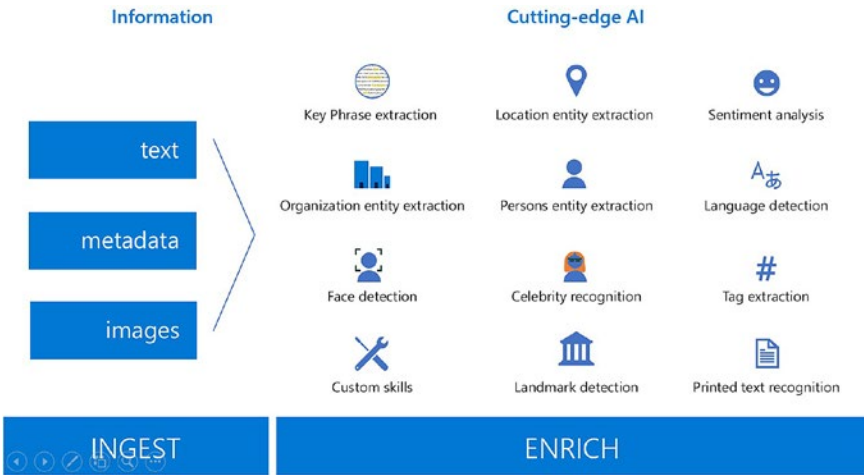 Information
Cutting-edge AI
text
metadata
images
Key Phrase extraction
Location entity extraction
Sentiment analysis
Organization entity extraction
Persons entity extraction
Aあ
Language detection
Face detection
Celebrity recognition
#
Tag extraction
Custom skills
Landmark detection
Printed text recognition
INGEST
ENRICH